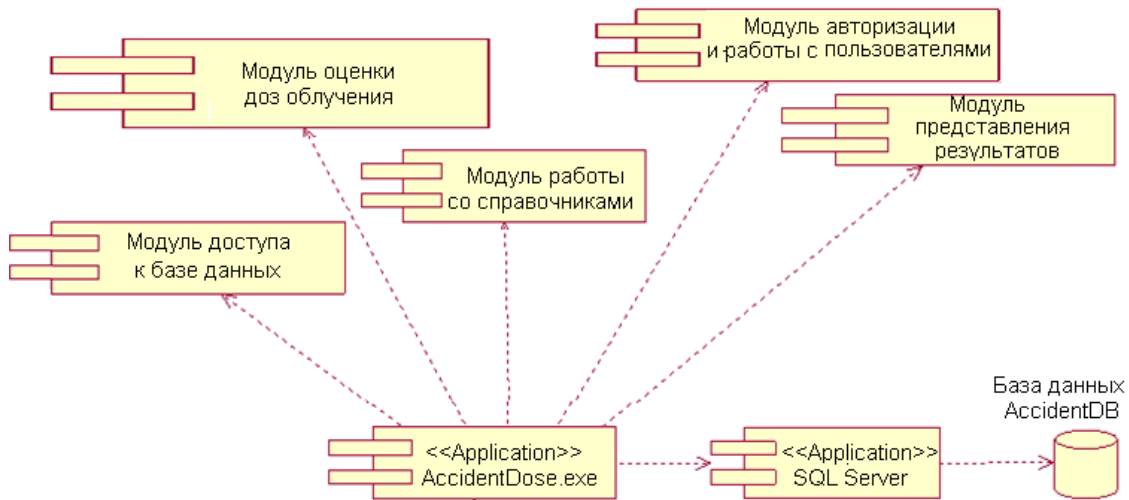 Модуль авторизации
и работы с пользователями
Модуль оценки
доз облучения
Модуль
представления
результатов
Модуль работы
со справочниками
Модуль доступа
к базе данных
База данных
AccidentDB
<<Application>>
AccidentDose.exe
<<Application>>
SQL Server